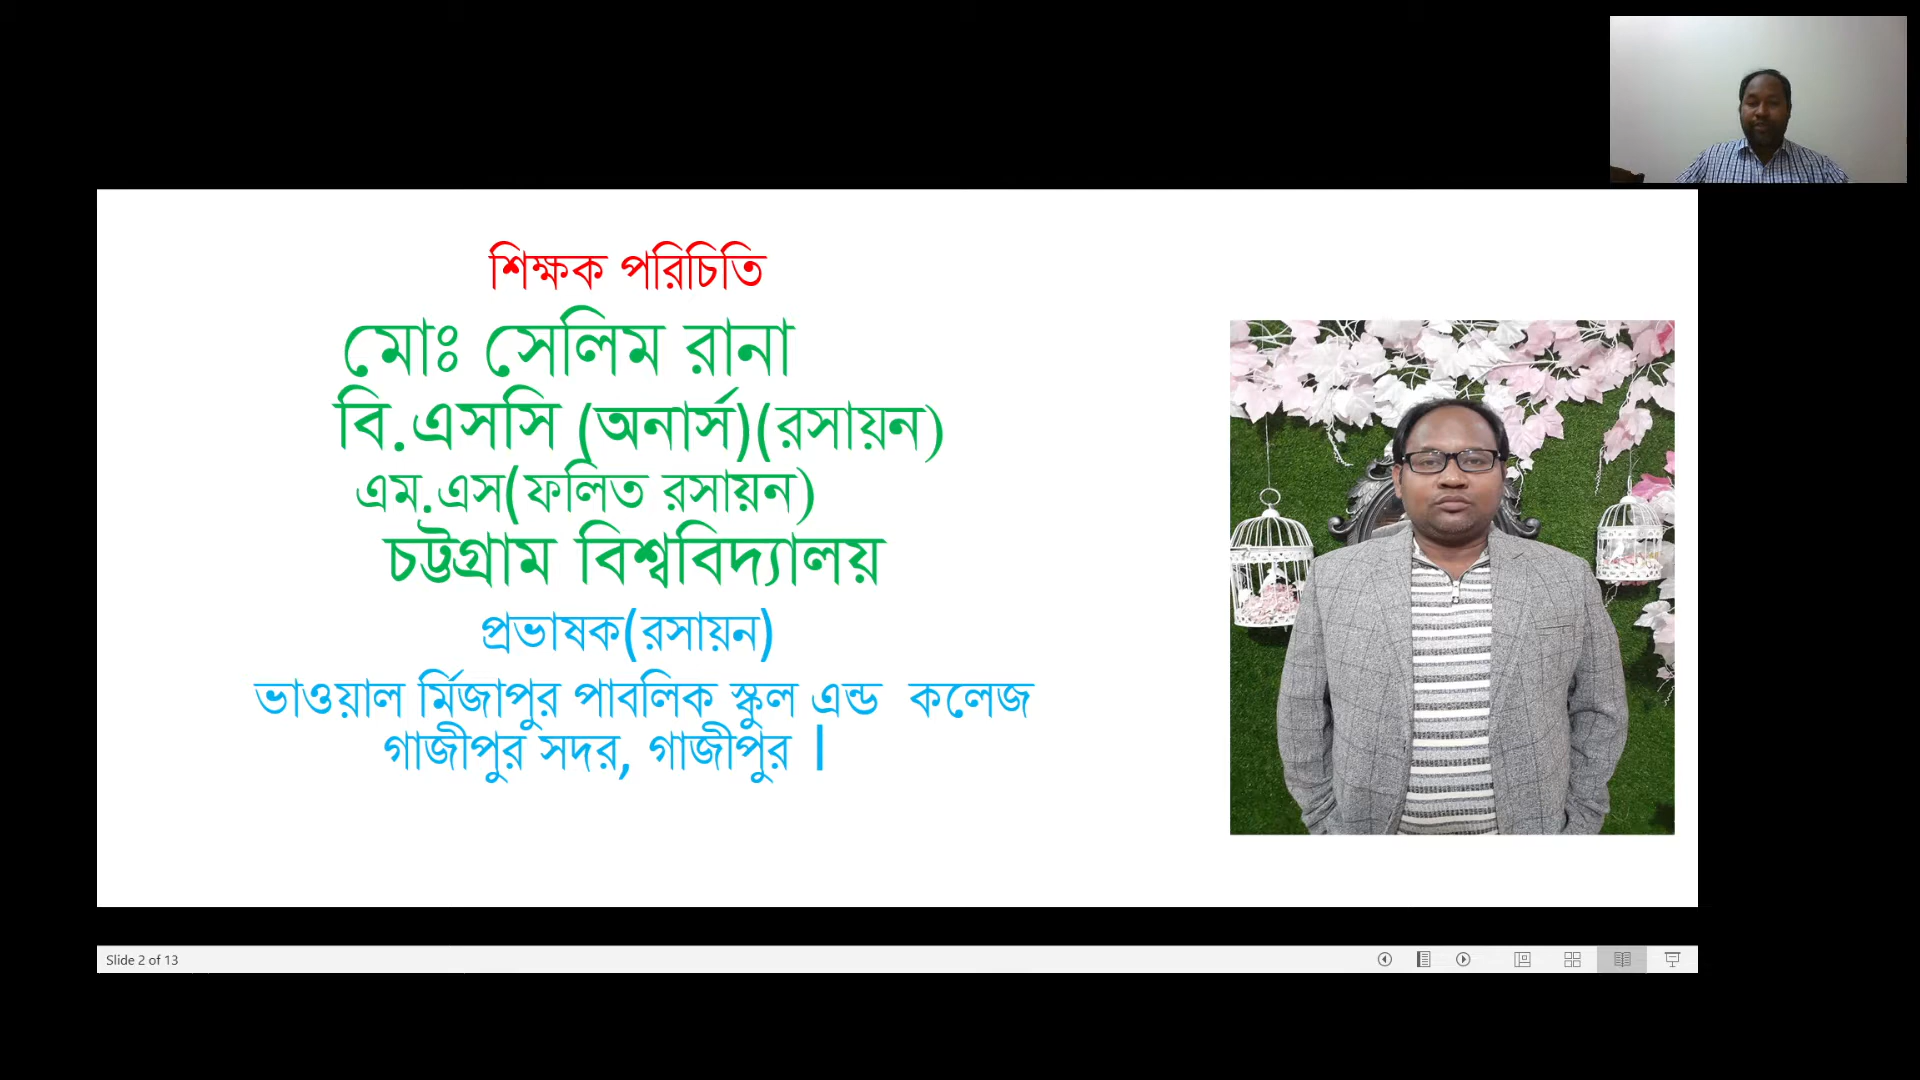 শিক্ষক পরিচিতি
মোঃ সেলিম রানা
বি.এসসি (অনার্স)(রসায়ন)
এম.এস(ফলিত রসায়ন)
চট্টগ্রাম বিশ্ববিদ্যালয়
প্রভাষক(রসায়ন)
ভাওয়াল র্মিজাপুর পাবলিক স্কুল এন্ড কলেজ
গাজীপুর সদর, গাজীপুর ।
Slide 2 of 13